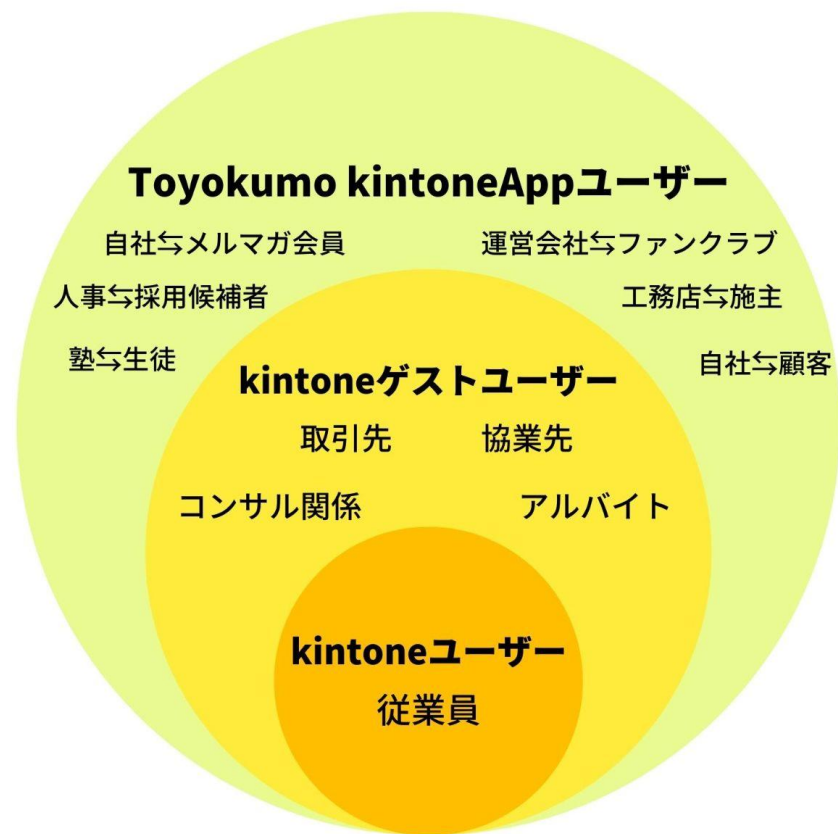 Toyokumo kintoneAppユーザー
自社⇆メルマガ会員 運営会社⇆ファンクラブ
人事⇆採用候補者 工務店⇆施主
塾⇆生徒 自社⇆顧客
kintoneゲストユーザー
取引先 協業先
コンサル関係 アルバイト
kintoneユーザー
従業員